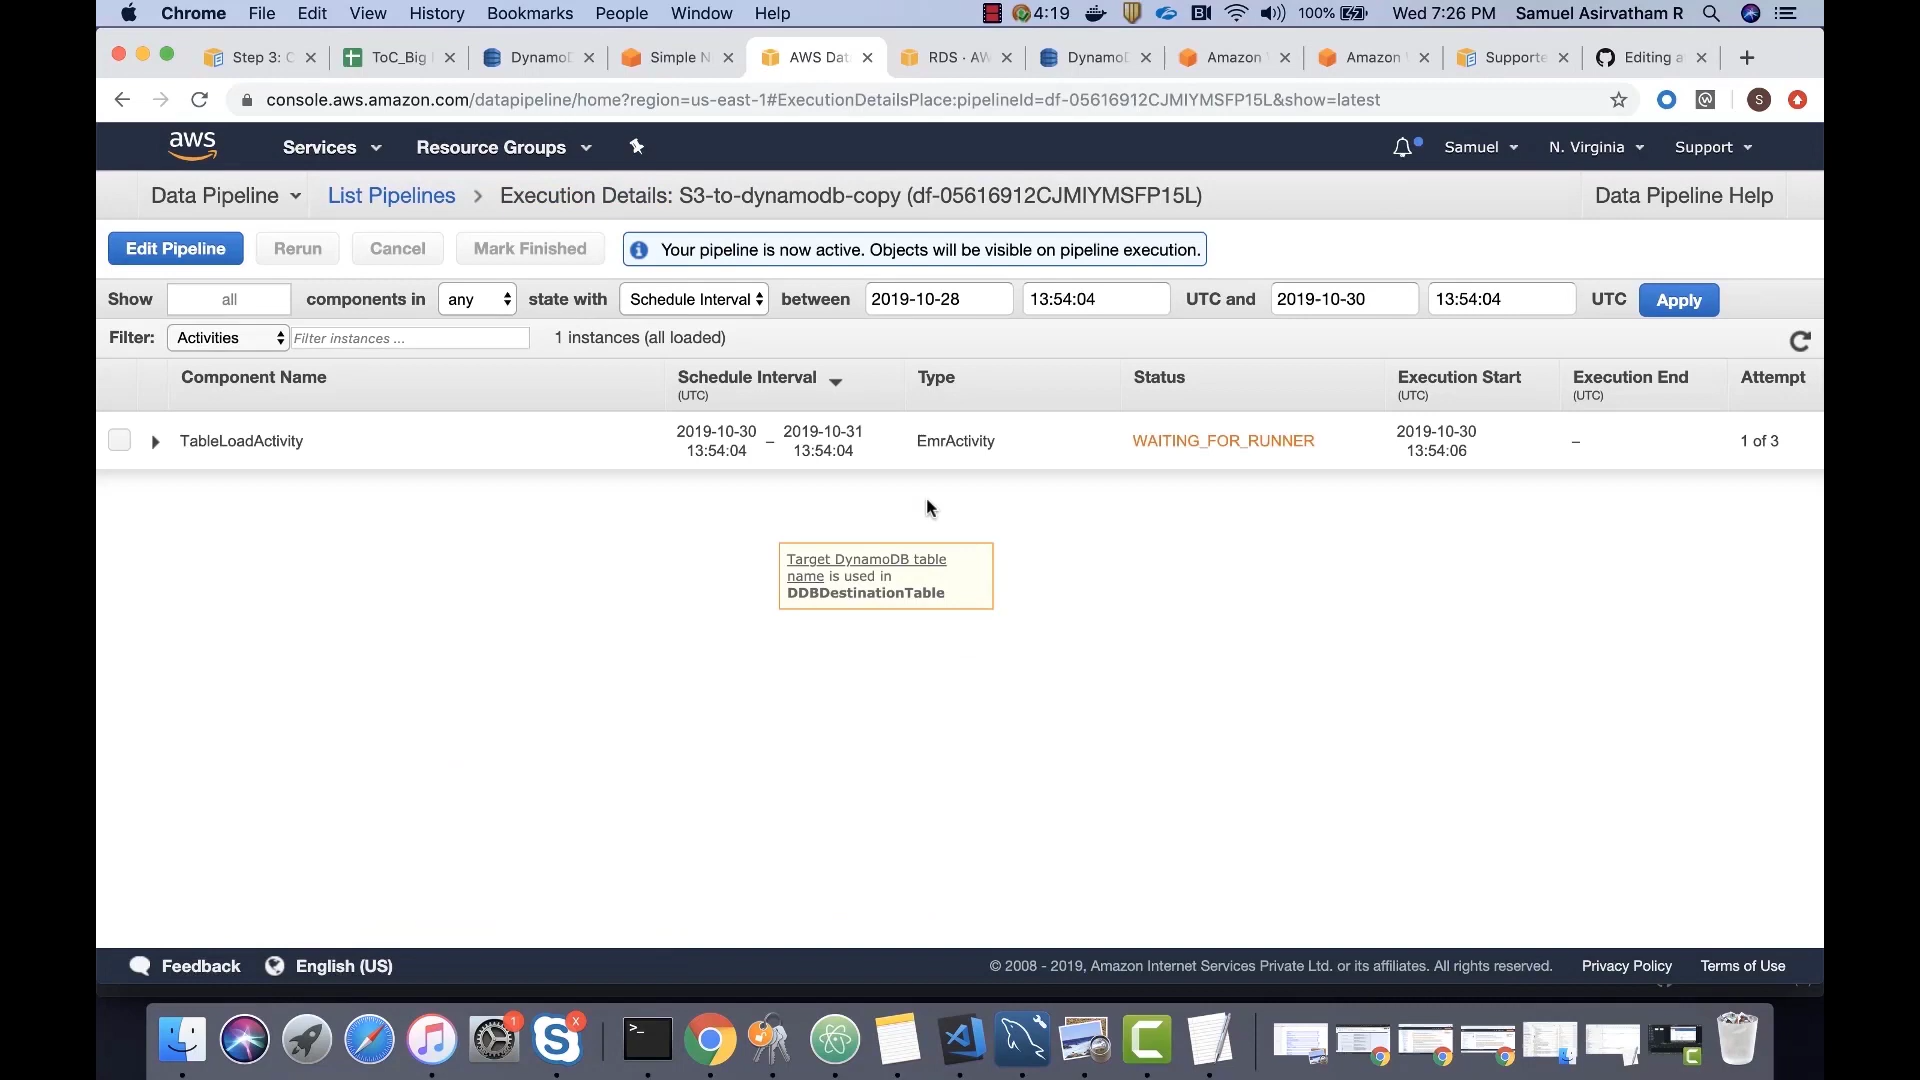 Chrome File Edit View History Bookmarks People Window Help 4:19 100% Wed 7:26 PM Samuel Asirvatham R
Step 3: C ToC_Big DynamoD Simple N AWS Dat RDS · AW DynamoD Amazon Amazon Supporte Editing a
console.aws.amazon.com/datapipeline/home?region=us-east-1#ExecutionDetailsPlace:pipelineId=df-05616912CJMIYMSFP15L&show=latest S
aws Services Resource Groups Samuel N. Virginia Support
Data Pipeline List Pipelines > Execution Details: S3-to-dynamodb-copy (df-05616912CJMIYMSFP15L) Data Pipeline Help
Edit Pipeline Rerun Cancel Mark Finished Your pipeline is now active. Objects will be visible on pipeline execution.
Show all components in any state with Schedule Interval between 2019-10-28 13:54:04 UTC and 2019-10-30 13:54:04 UTC Apply
Filter: Activities Filter instances ... 1 instances (all loaded)
Component Name Schedule Interval Type Status Execution Start Execution End Attempt
(UTC) (UTC) (UTC)
TableLoadActivity 2019-10-30 13:54:04 – 2019-10-31 13:54:04 EmrActivity WAITING_FOR_RUNNER 2019-10-30 13:54:06 – 1 of 3
Target DynamoDB table
name is used in
DDBDestinationTable
Feedback English (US) © 2008 - 2019, Amazon Internet Services Private Ltd. or its affiliates. All rights reserved. Privacy Policy Terms of Use
1